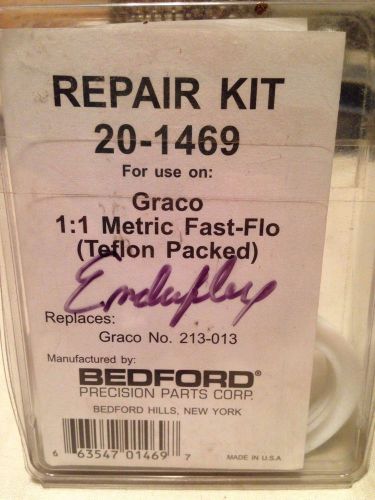 REPAIR KIT
20-1469
For use on:
Graco
1:1 Metric Fast-Flo
(Teflon Packed)
Replaces:
Graco No. 213-013
Manufactured by:
BEDFORD®
PRECISION PARTS CORP.
BEDFORD HILLS, NEW YORK
6 63547 01469 7
MADE IN U.S.A